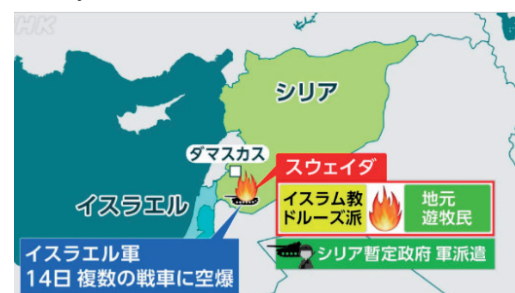 NHK
シリア
ダマスカス
スウェイダ
イスラエル
イスラム教
ドルーズ派
地元
遊牧民
イスラエル軍
14日 複数の戦車に空爆
シリア暫定政府 軍派遣